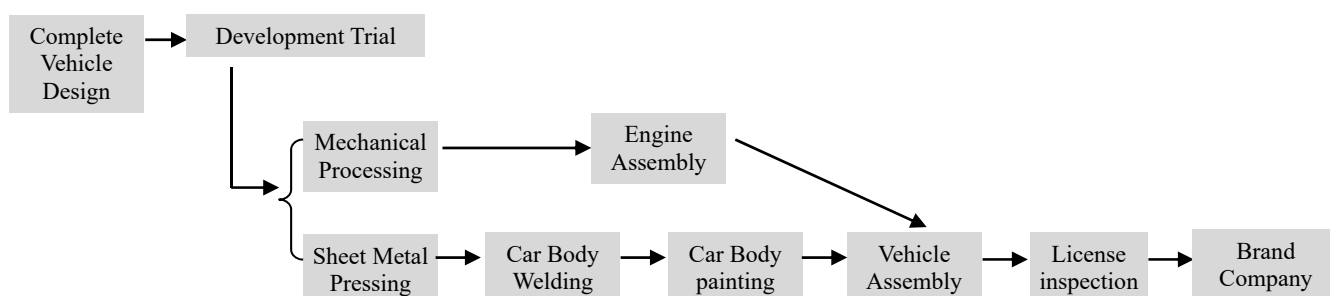 Complete
Vehicle
Design
Development Trial
Mechanical
Processing
Engine
Assembly
Sheet Metal
Pressing
Car Body
Welding
Car Body
painting
Vehicle
Assembly
License
inspection
Brand
Company